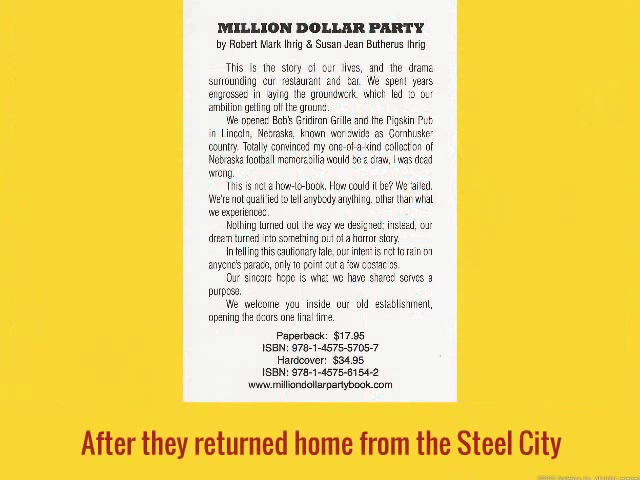 MILLION DOLLAR PARTY
by Robert Mark Ihrig & Susan Jean Butherus Ihrig
This is the story of our lives, and the drama
surrounding our restaurant and bar. We spent years
engrossed in laying the groundwork, which led to our
ambition getting off the ground.
We opened Bob's Gridiron Grille and the Pigskin Pub
in Lincoln, Nebraska, known worldwide as Cornhusker
country. Totally convinced my one-of-a-kind collection of
Nebraska football memorabilia would be a draw, I was dead
wrong.
This is not a how-to-book. How could it be? We failed.
We're not qualified to tell anybody anything, other than what
we experienced.
Nothing turned out the way we designed; instead, our
dream turned into something out of a horror story.
In telling this cautionary tale, our intent is not to rain on
anyone's parade, only to point out a few obstacles.
Our sincere hope is what we have shared serves a
purpose.
We welcome you inside our old establishment,
opening the doors one final time.
Paperback: $17.95
ISBN: 978-1-4575-5705-7
Hardcover: $34.95
ISBN: 978-1-4575-6154-2
www.milliondollarpartybook.com
After they returned home from the Steel City